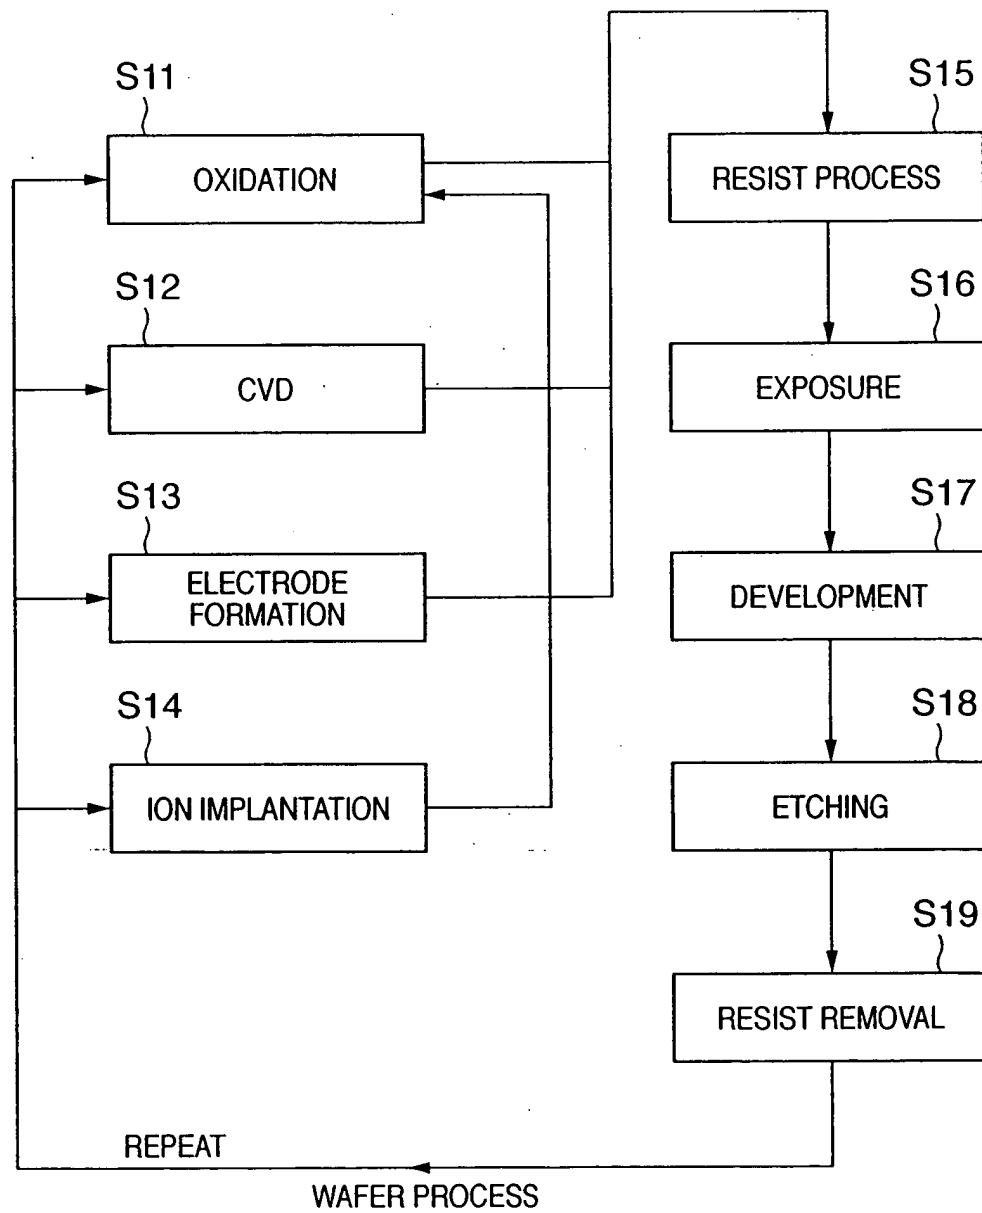 S11
OXIDATION
S12
CVD
S13
ELECTRODE
FORMATION
S14
ION IMPLANTATION
S15
RESIST PROCESS
S16
EXPOSURE
S17
DEVELOPMENT
S18
ETCHING
S19
RESIST REMOVAL
REPEAT
WAFER PROCESS